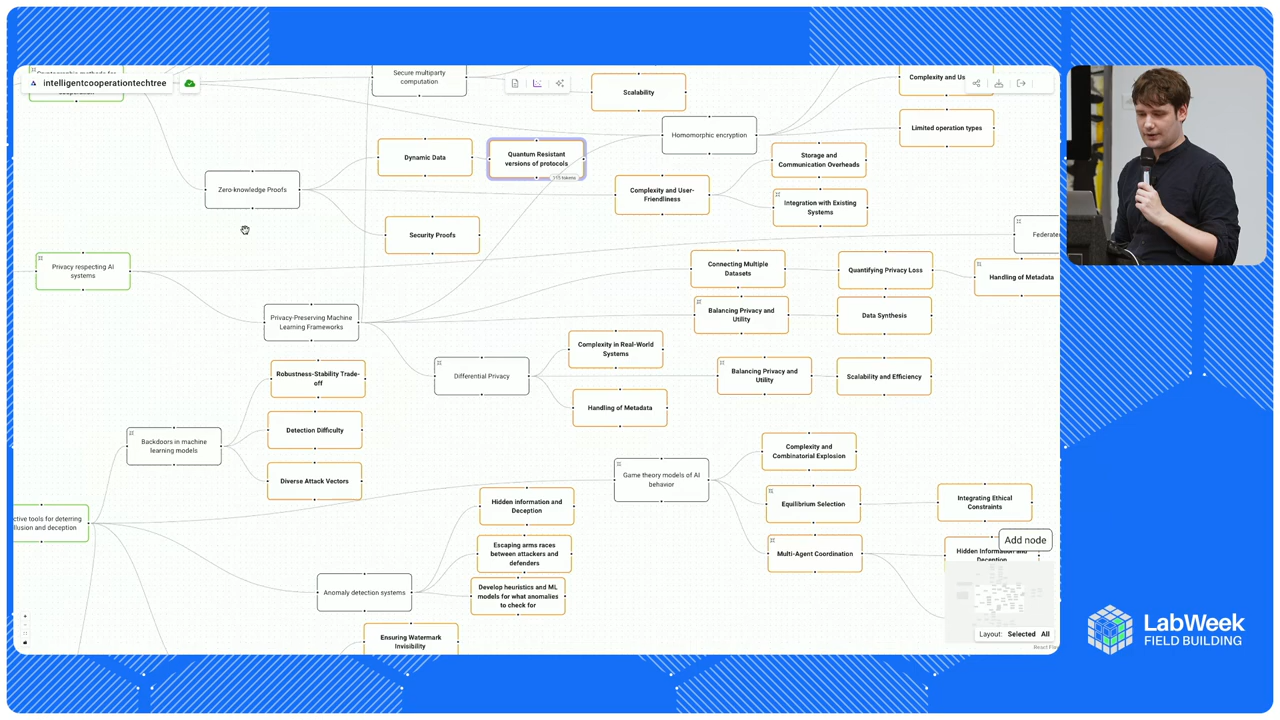 intelligentcooperationtechtree
Secure multiparty
computation
Scalability
Complexity and Us
Limited operation types
Homomorphic encryption
Dynamic Data
Quantum Resistant
versions of protocols
115 tokens
Storage and
Communication Overheads
Zero-knowledge Proofs
Complexity and User-
Friendliness
Integration with Existing
Systems
Security Proofs
Federate
Privacy respecting AI
systems
Connecting Multiple
Datasets
Quantifying Privacy Loss
Handling of Metadata
Privacy-Preserving Machine
Learning Frameworks
Balancing Privacy and
Utility
Data Synthesis
Complexity in Real-World
Systems
Robustness-Stability Trade-
off
Differential Privacy
Balancing Privacy and
Utility
Scalability and Efficiency
Handling of Metadata
Detection Difficulty
Backdoors in machine
learning models
Diverse Attack Vectors
Complexity and
Combinatorial Explosion
Game theory models of AI
behavior
Equilibrium Selection
Integrating Ethical
Constraints
ctive tools for deterring
llusion and deception
Hidden information and
Deception
Escaping arms races
between attackers and
defenders
Multi-Agent Coordination
Add node
Hidden Information and
Deception
Anomaly detection systems
Develop heuristics and ML
models for what anomalies
to check for
Ensuring Watermark
Invisibility
Layout: Selected All
React Flo
LabWeek
FIELD BUILDING